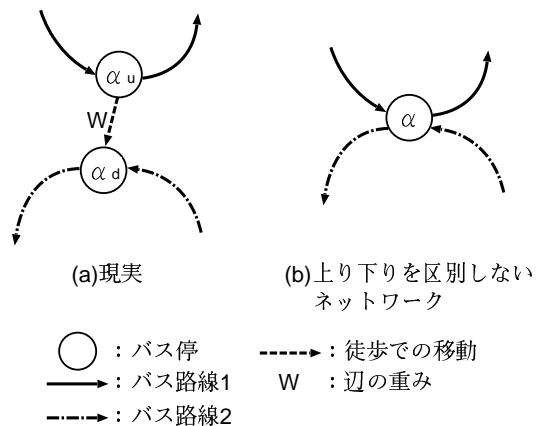 α u
W
α d
α
(a)現実
(b)上り下りを区別しない
ネットワーク
：バス停
：徒歩での移動
：バス路線1
W ：辺の重み
：バス路線2